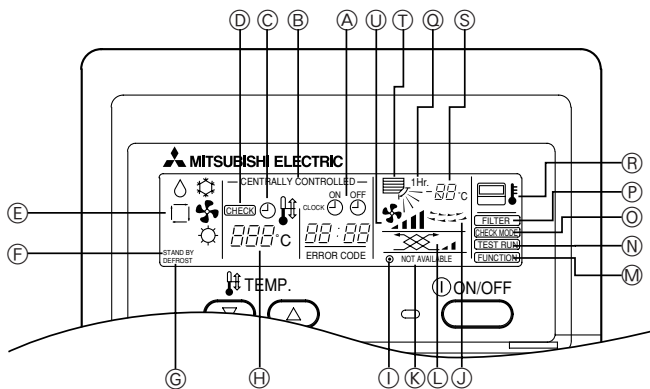 Ⓓ Ⓒ Ⓑ Ⓐ Ⓤ Ⓣ Ⓠ Ⓢ
MITSUBISHI ELECTRIC
CENTRALLY CONTROLLED
ON OFF
CLOCK
CHECK
1Hr.
88°C
Ⓡ
Ⓔ
888°C
88:88
ERROR CODE
FILTER
Ⓟ
CHECK MODE
Ⓞ
TEST RUN
Ⓝ
FUNCTION
Ⓜ
Ⓕ
STAND BY
DEFROST
NOT AVAILABLE
TEMP.
ON/OFF
Ⓖ Ⓗ Ⓘ Ⓚ Ⓛ Ⓙ